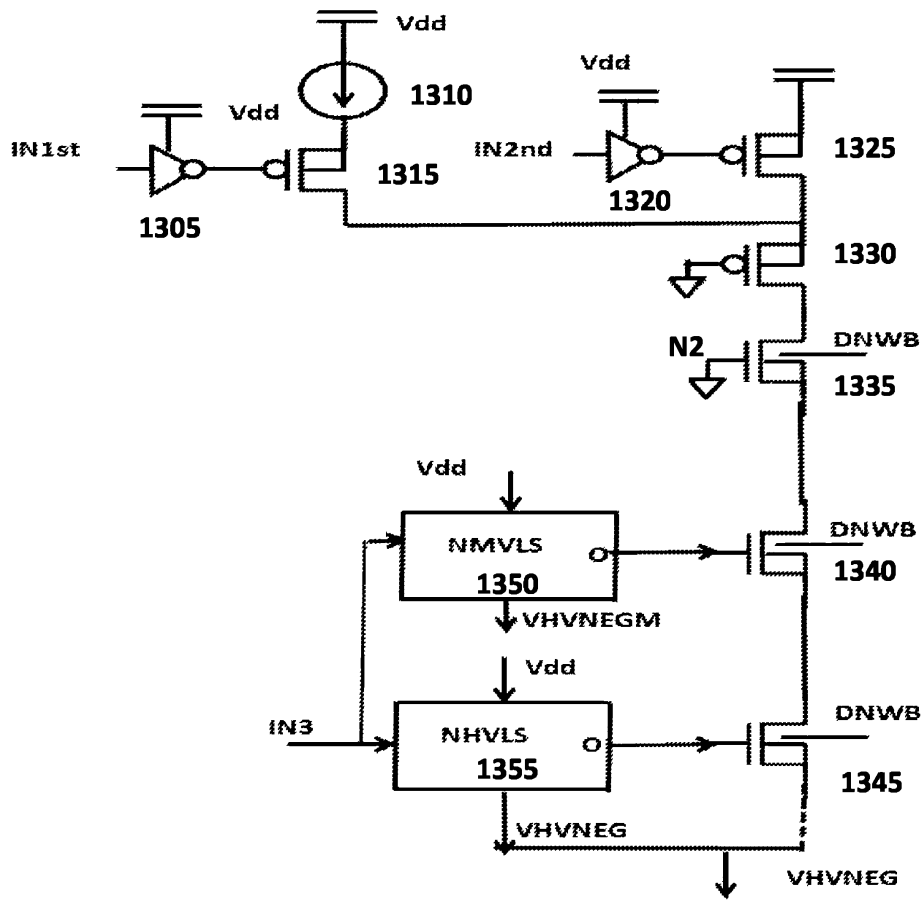 Vdd
1310
Vdd
Vdd
IN1st
IN2nd
1325
1315
1320
1305
1330
N2
DNWB
1335
Vdd
NMVLS
O
DNWB
1350
1340
VHVNEGM
Vdd
DNWB
IN3
NHVLS
O
1355
1345
VHVNEG
VHVNEG